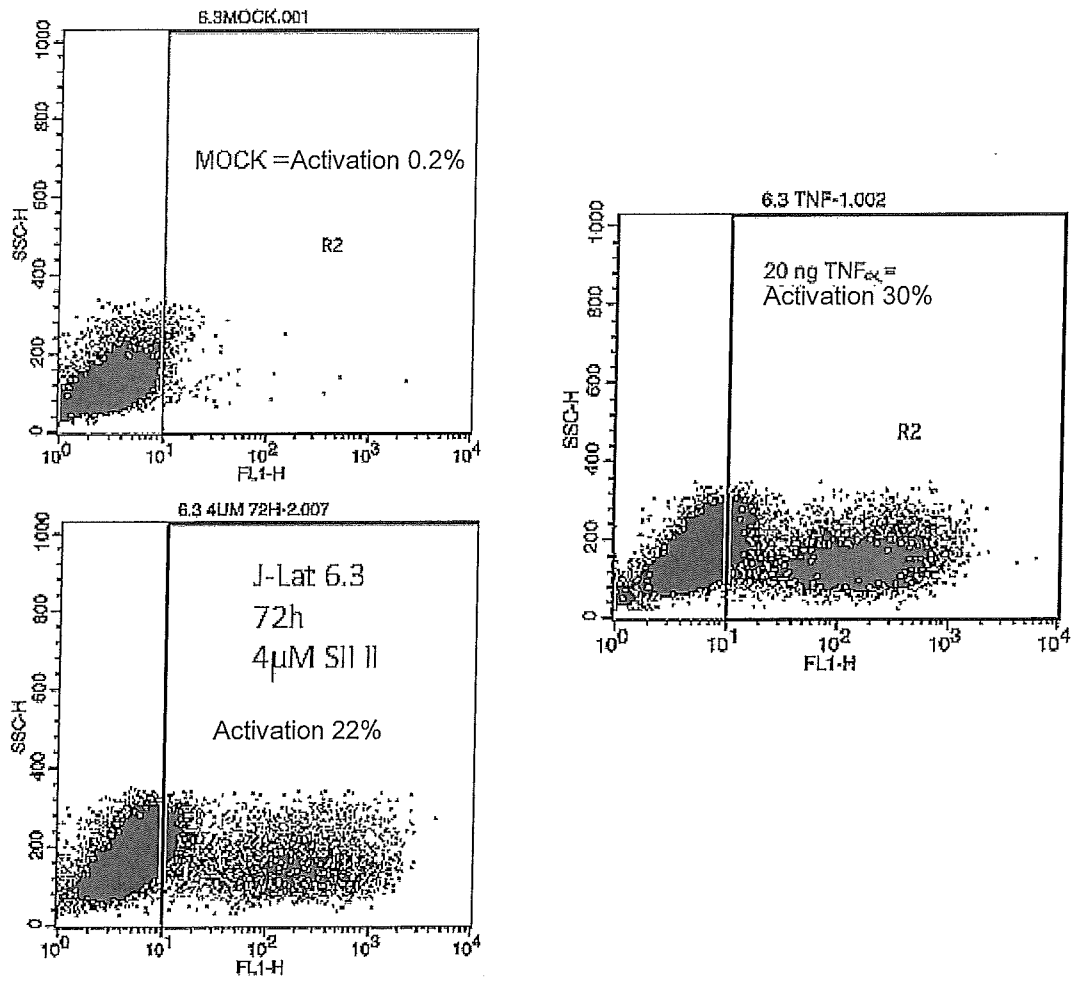 6.3MOCK.001
1000
800
600
400
200
0
SSC-H
MOCK =Activation 0.2%
R2
10^0 10^1 10^2 10^3 10^4
FL1-H
6.3 TNF-1.002
1000
800
600
400
200
0
SSC-H
20 ng TNFα =
Activation 30%
R2
10^0 10^1 10^2 10^3 10^4
FL1-H
6.3 4UM 72H-2.007
1000
800
600
400
200
0
SSC-H
J-Lat 6.3
72h
4µM SII II
Activation 22%
10^0 10^1 10^2 10^3 10^4
FL1-H